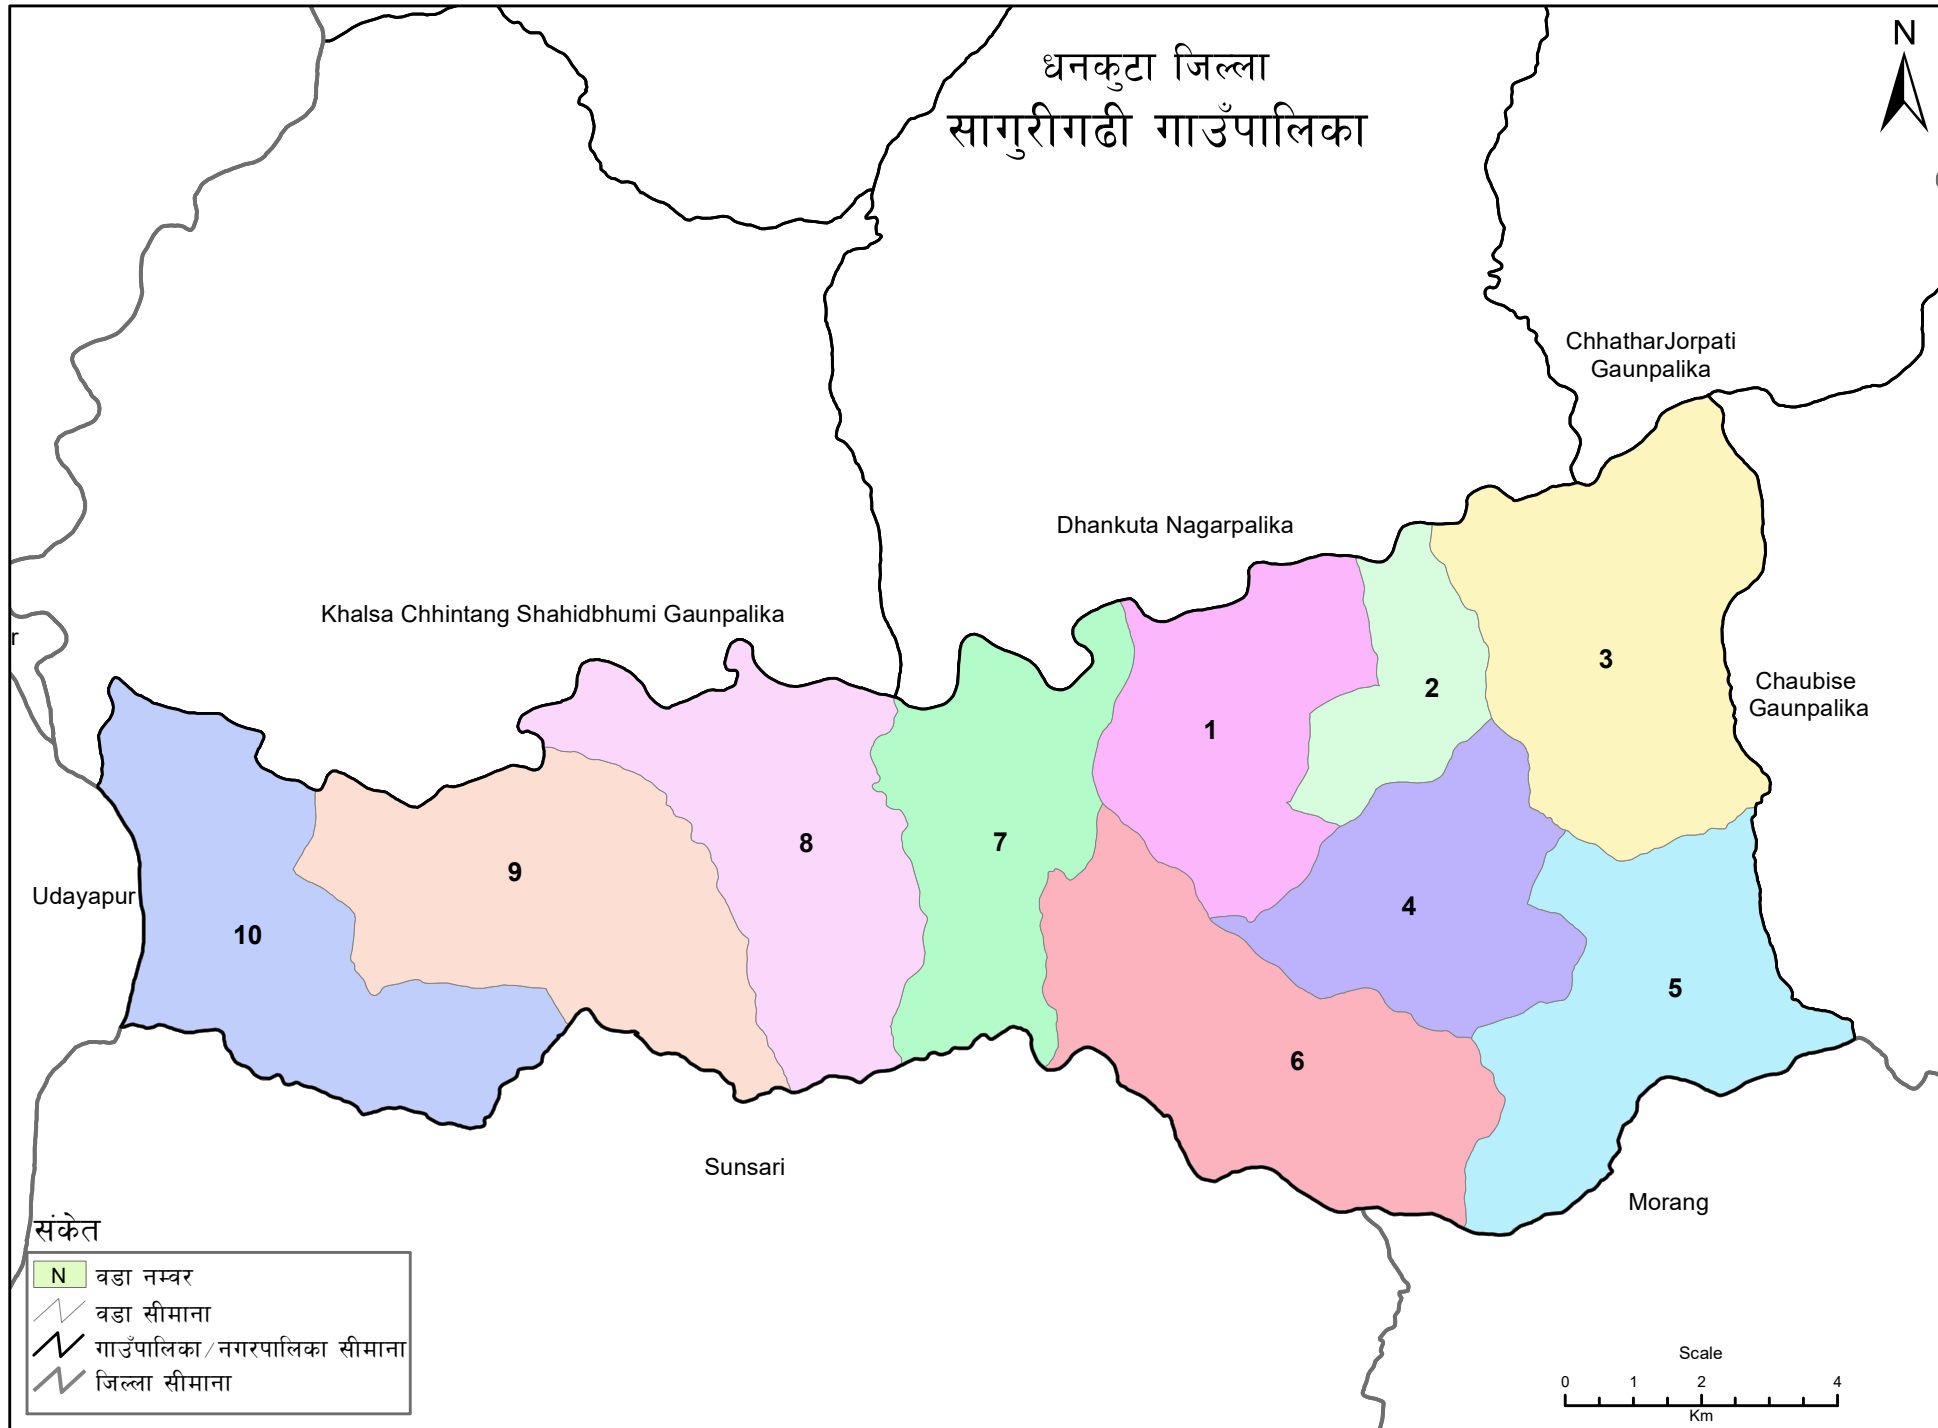 धनकुटा जिल्ला
सागुरीगढी गाउँपालिका
N
ChhatharJorpati
Gaunpalika
Dhankuta Nagarpalika
Khalsa Chhintang Shahidbhumi Gaunpalika
r
3
2
1
Chaubise
Gaunpalika
8
7
9
Udayapur
10
4
5
6
Sunsari
Morang
संकेत
N वडा नम्वर
वडा सीमाना
गाउँपालिका/नगरपालिका सीमाना
जिल्ला सीमाना
Scale
0 1 2 4
Km